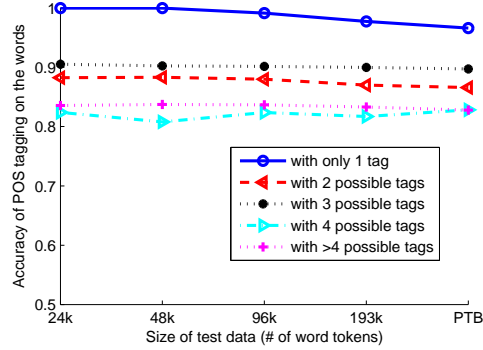 Accuracy of POS tagging on the words
1
0.9
0.8
0.7
0.6
0.5
with only 1 tag
with 2 possible tags
with 3 possible tags
with 4 possible tags
with >4 possible tags
24k 48k 96k 193k PTB
Size of test data (# of word tokens)